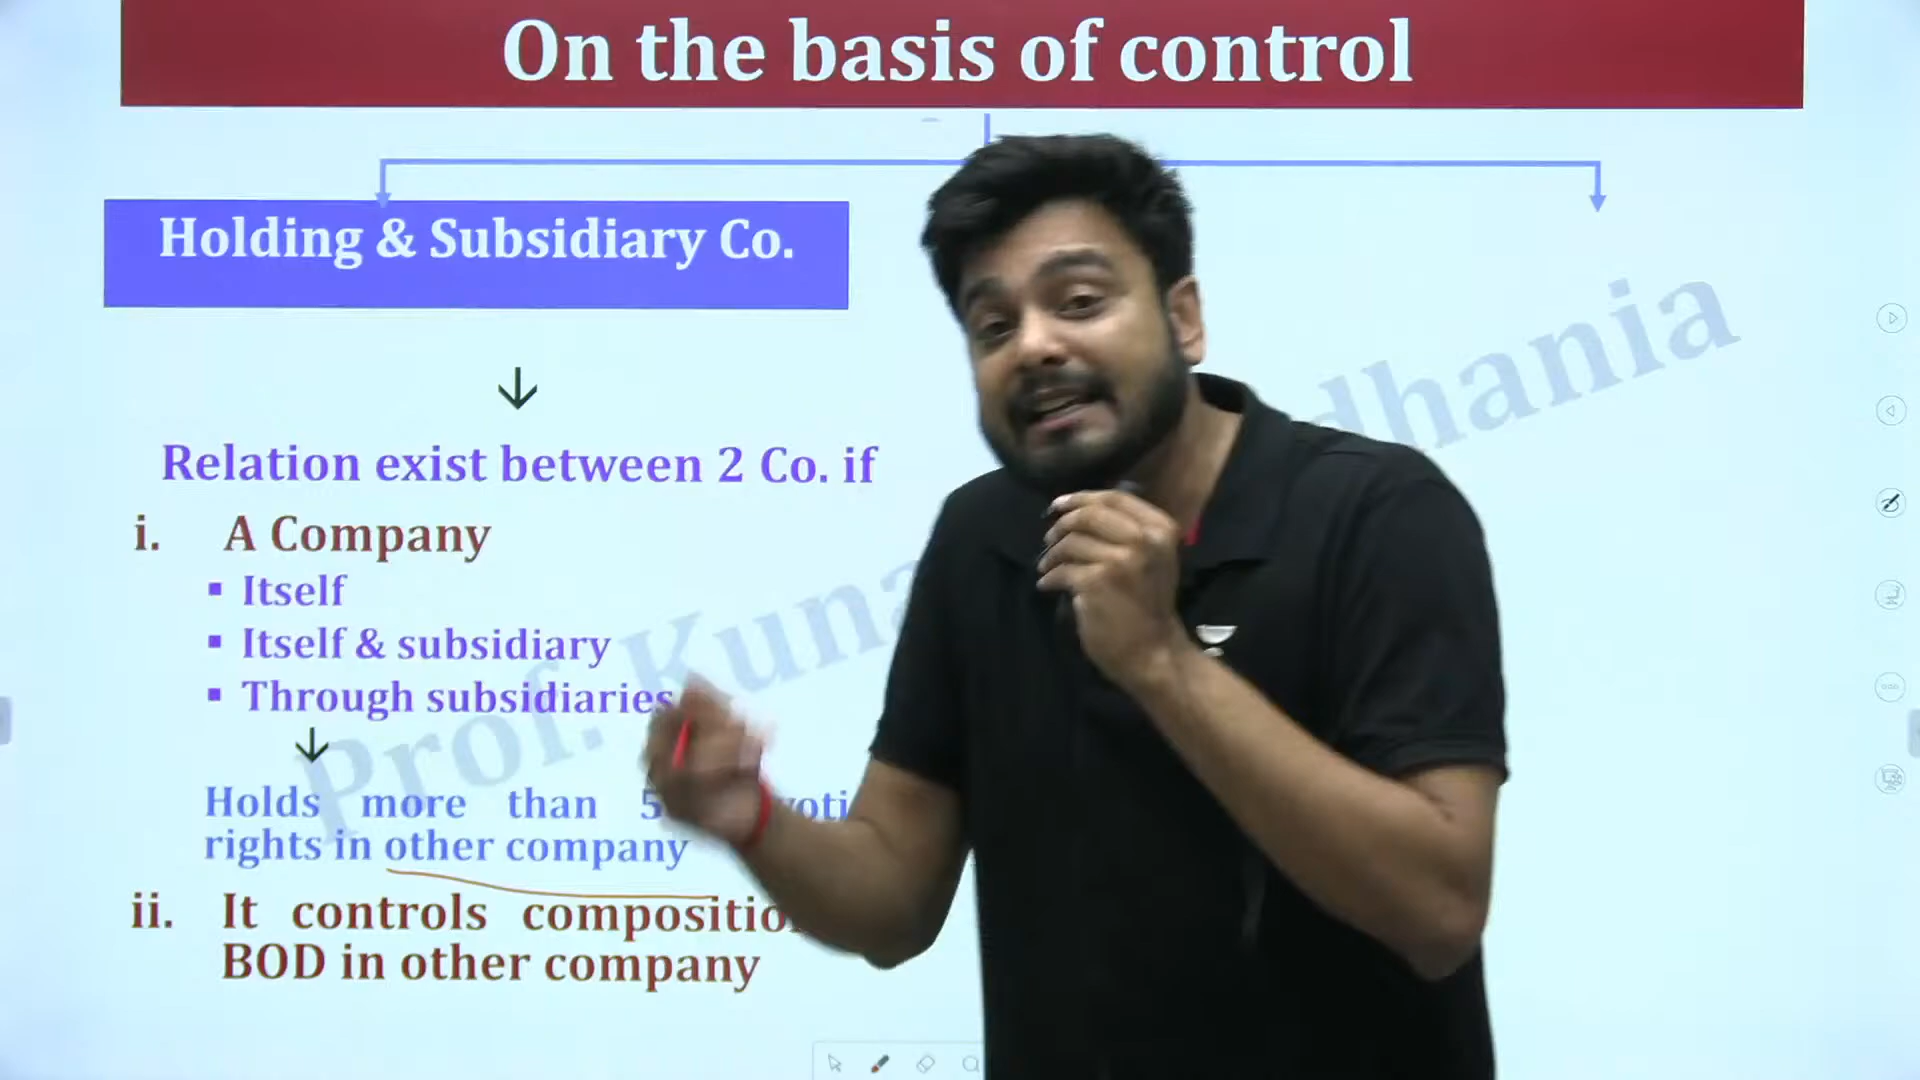 On the basis of control
Holding & Subsidiary Co.
Relation exist between 2 Co. if
i. A Company
▪ Itself
▪ Itself & subsidiary
▪ Through subsidiaries
Holds more than
rights in other company
ii. It controls
BOD in other company
Prof.